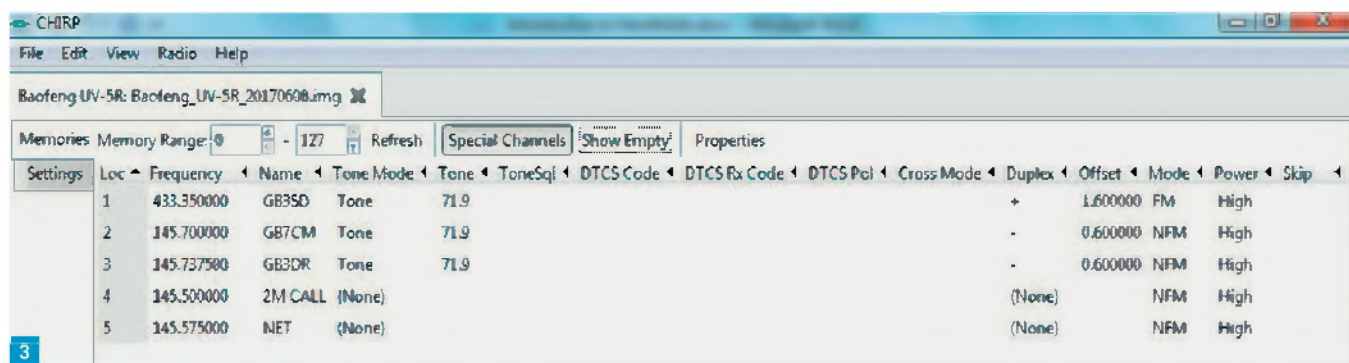 CHIRP
File Edit View Radio Help
Baofeng UV-5R: Baofeng_UV-5R_20170608.img
Memories Memory Range: 0 - 127 Refresh Special Channels Show Empty Properties
Settings Loc Frequency Name Tone Mode Tone ToneSql DTCS Code DTCS Rx Code DTCS Pol Cross Mode Duplex Offset Mode Power Skip
1 433.350000 GB3SD Tone 71.9 + 1.600000 FM High
2 145.700000 GB7CM Tone 71.9 - 0.600000 NFM High
3 145.737500 GB3DR Tone 71.9 - 0.600000 NFM High
4 145.500000 2M CALL (None) (None) NFM High
5 145.575000 NET (None) (None) NFM High
3